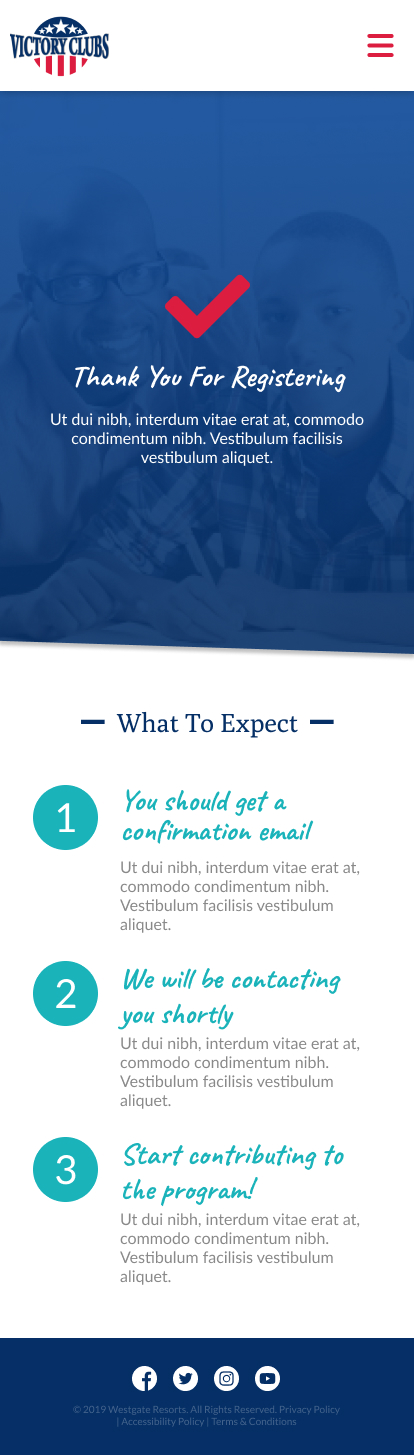 VICTORY CLUBS
Thank You For Registering
Ut dui nibh, interdum vitae erat at, commodo
condimentum nibh. Vestibulum facilisis
vestibulum aliquet.
What To Expect
1
You should get a
confirmation email
Ut dui nibh, interdum vitae erat at,
commodo condimentum nibh.
Vestibulum facilisis vestibulum
aliquet.
2
We will be contacting
you shortly
Ut dui nibh, interdum vitae erat at,
commodo condimentum nibh.
Vestibulum facilisis vestibulum
aliquet.
3
Start contributing to
the program!
Ut dui nibh, interdum vitae erat at,
commodo condimentum nibh.
Vestibulum facilisis vestibulum
aliquet.
© 2019 Westgate Resorts. All Rights Reserved. Privacy Policy
| Accessibility Policy | Terms & Conditions